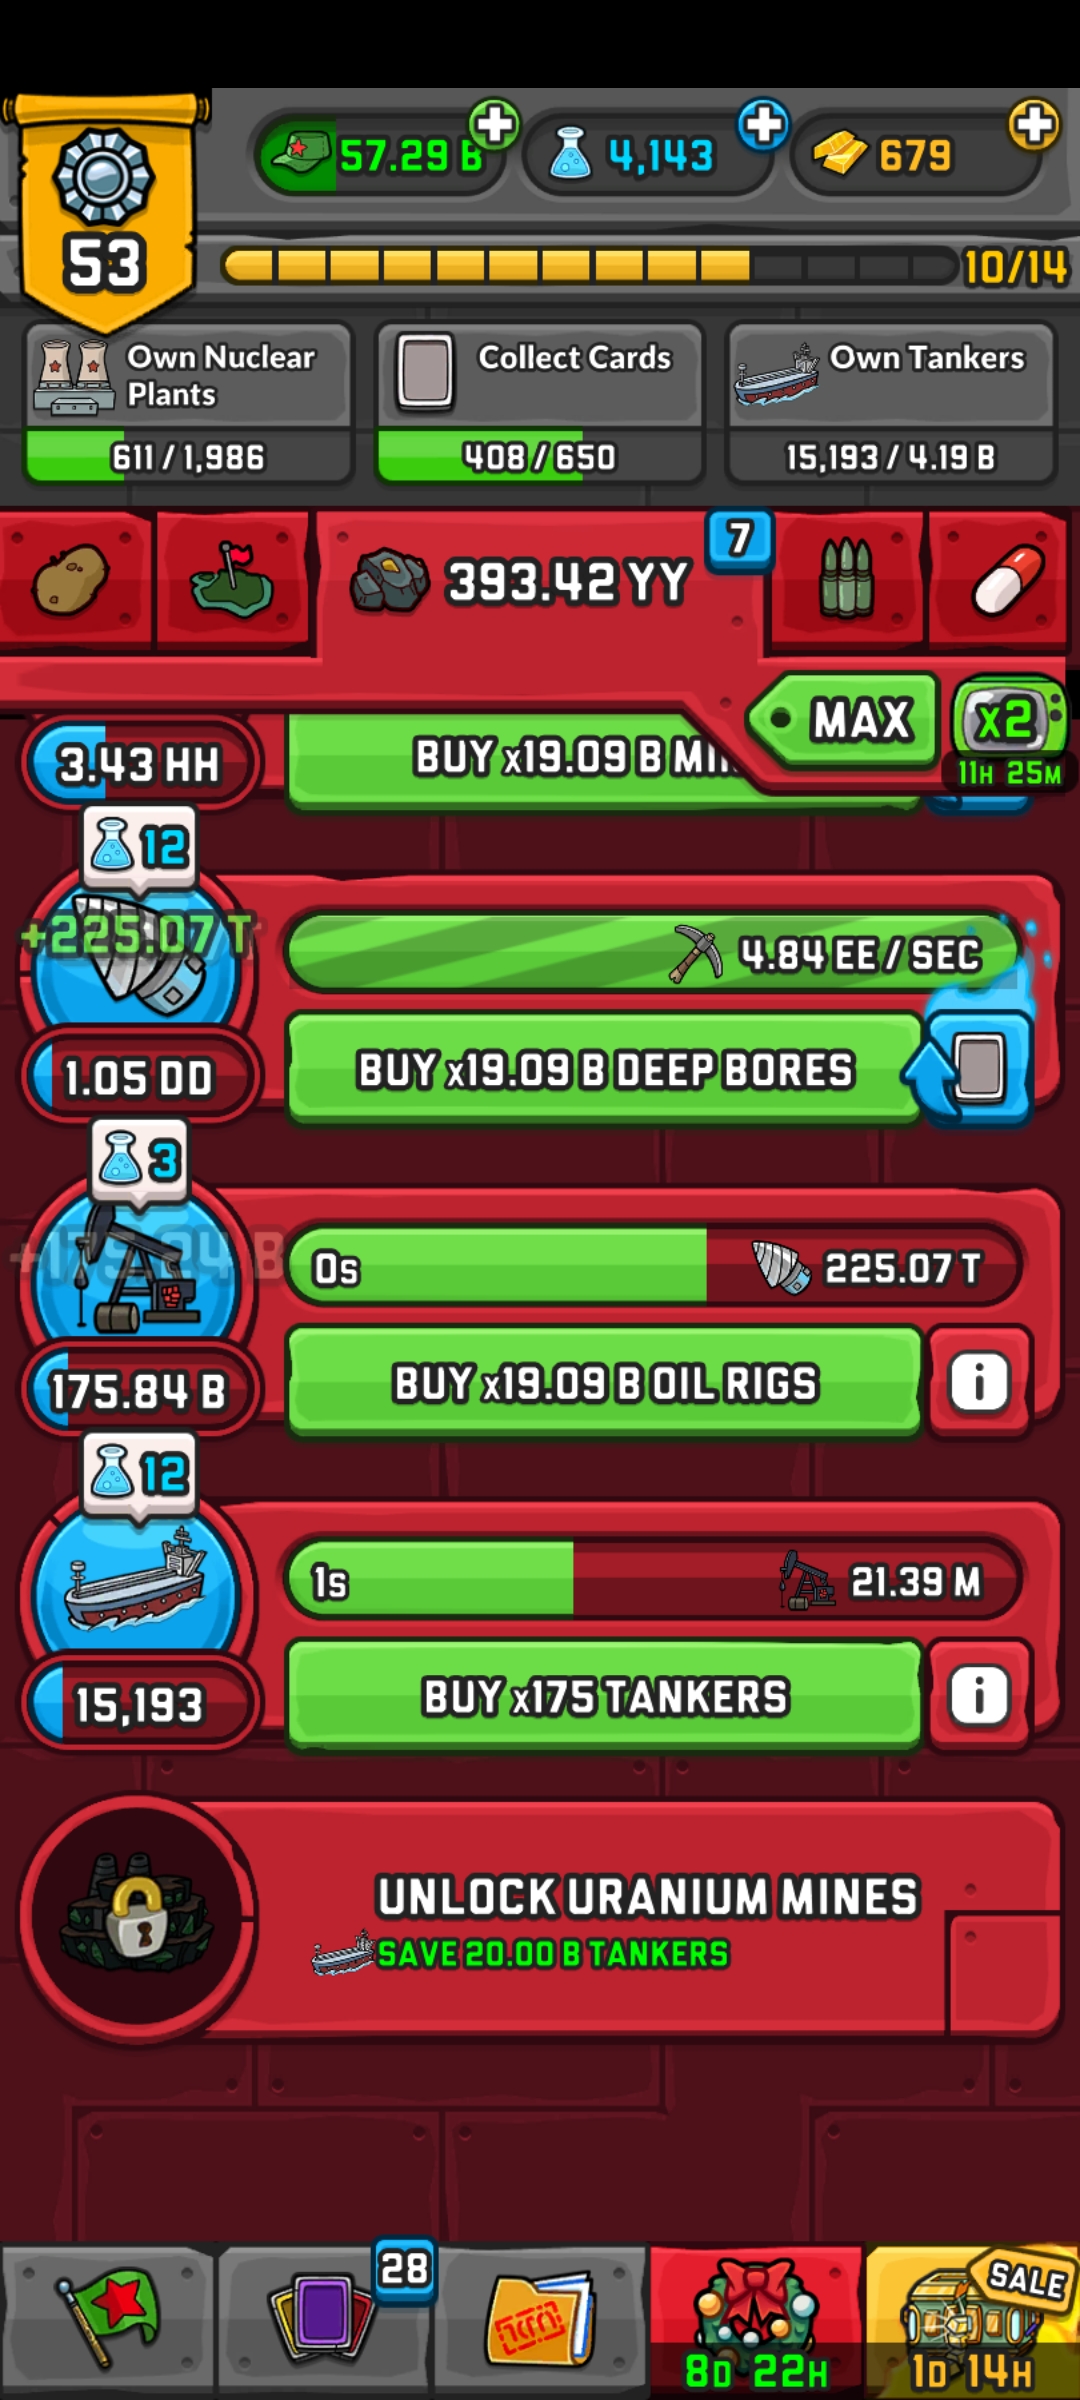 53
57.29 B
4,143
679
10/14
Own Nuclear
Plants
611 / 1,986
Collect Cards
408 / 650
Own Tankers
15,193 / 4.19 B
393.42 YY
7
MAX
x2
11H 25M
3.43 HH
BUY x19.09 B
12
+225.07 T
4.84 EE / SEC
1.05 DD
BUY x19.09 B DEEP BORES
3
0s
225.07 T
175.84 B
BUY x19.09 B OIL RIGS
12
1s
21.39 M
15,193
BUY x175 TANKERS
UNLOCK URANIUM MINES
SAVE 20.00 B TANKERS
28
8D 22H
SALE
1D 14H